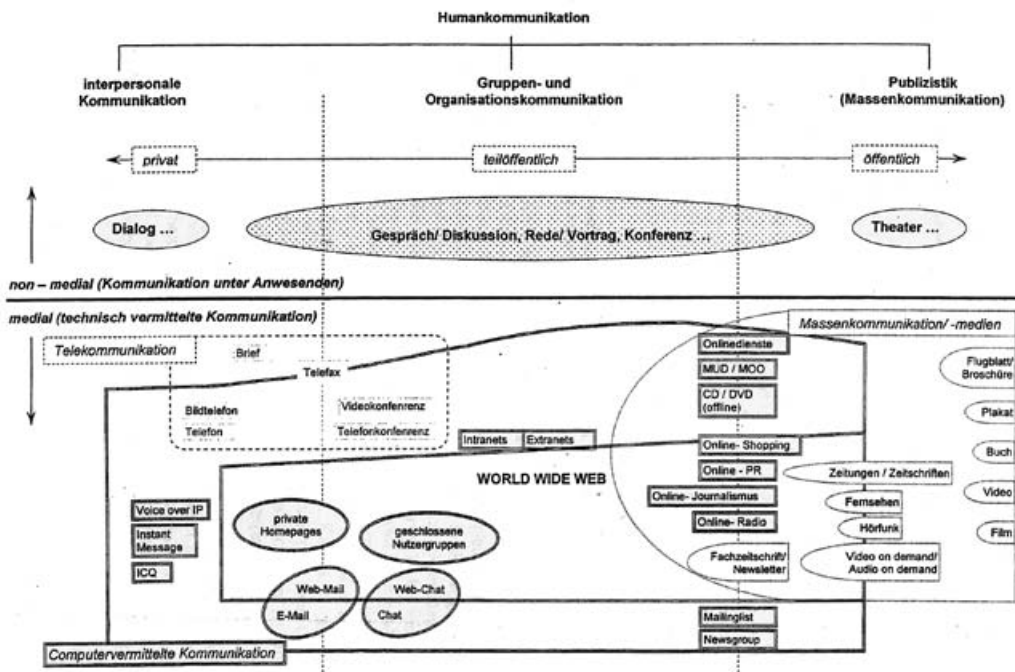 Humankommunikation
interpersonale
Kommunikation
Gruppen- und
Organisationskommunikation
Publizistik
(Massenkommunikation)
privat
teilöffentlich
öffentlich
Dialog ...
Gespräch/ Diskussion, Rede/ Vortrag, Konferenz ...
Theater ...
non – medial (Kommunikation unter Anwesenden)
medial (technisch vermittelte Kommunikation)
Massenkommunikation/ -medien
Telekommunikation
Brief
Telefax
Bildtelefon
Telefon
Videokonfenrenz
Telefonkonferenz
Onlinedienste
MUD / MOO
CD / DVD
(offline)
Flugblatt/
Broschüre
Plakat
Buch
Video
Film
Intranets
Extranets
Online- Shopping
WORLD WIDE WEB
Online - PR
Online- Journalismus
Online- Radio
Zeitungen / Zeitschriften
Fernsehen
Hörfunk
Fachzeitschrift/
Newsletter
Video on demand/
Audio on demand
Voice over IP
Instant
Message
ICQ
private
Homepages
geschlossene
Nutzergruppen
Web-Mail
E-Mail
Web-Chat
Chat
Mailinglist
Newsgroup
Computervermittelte Kommunikation